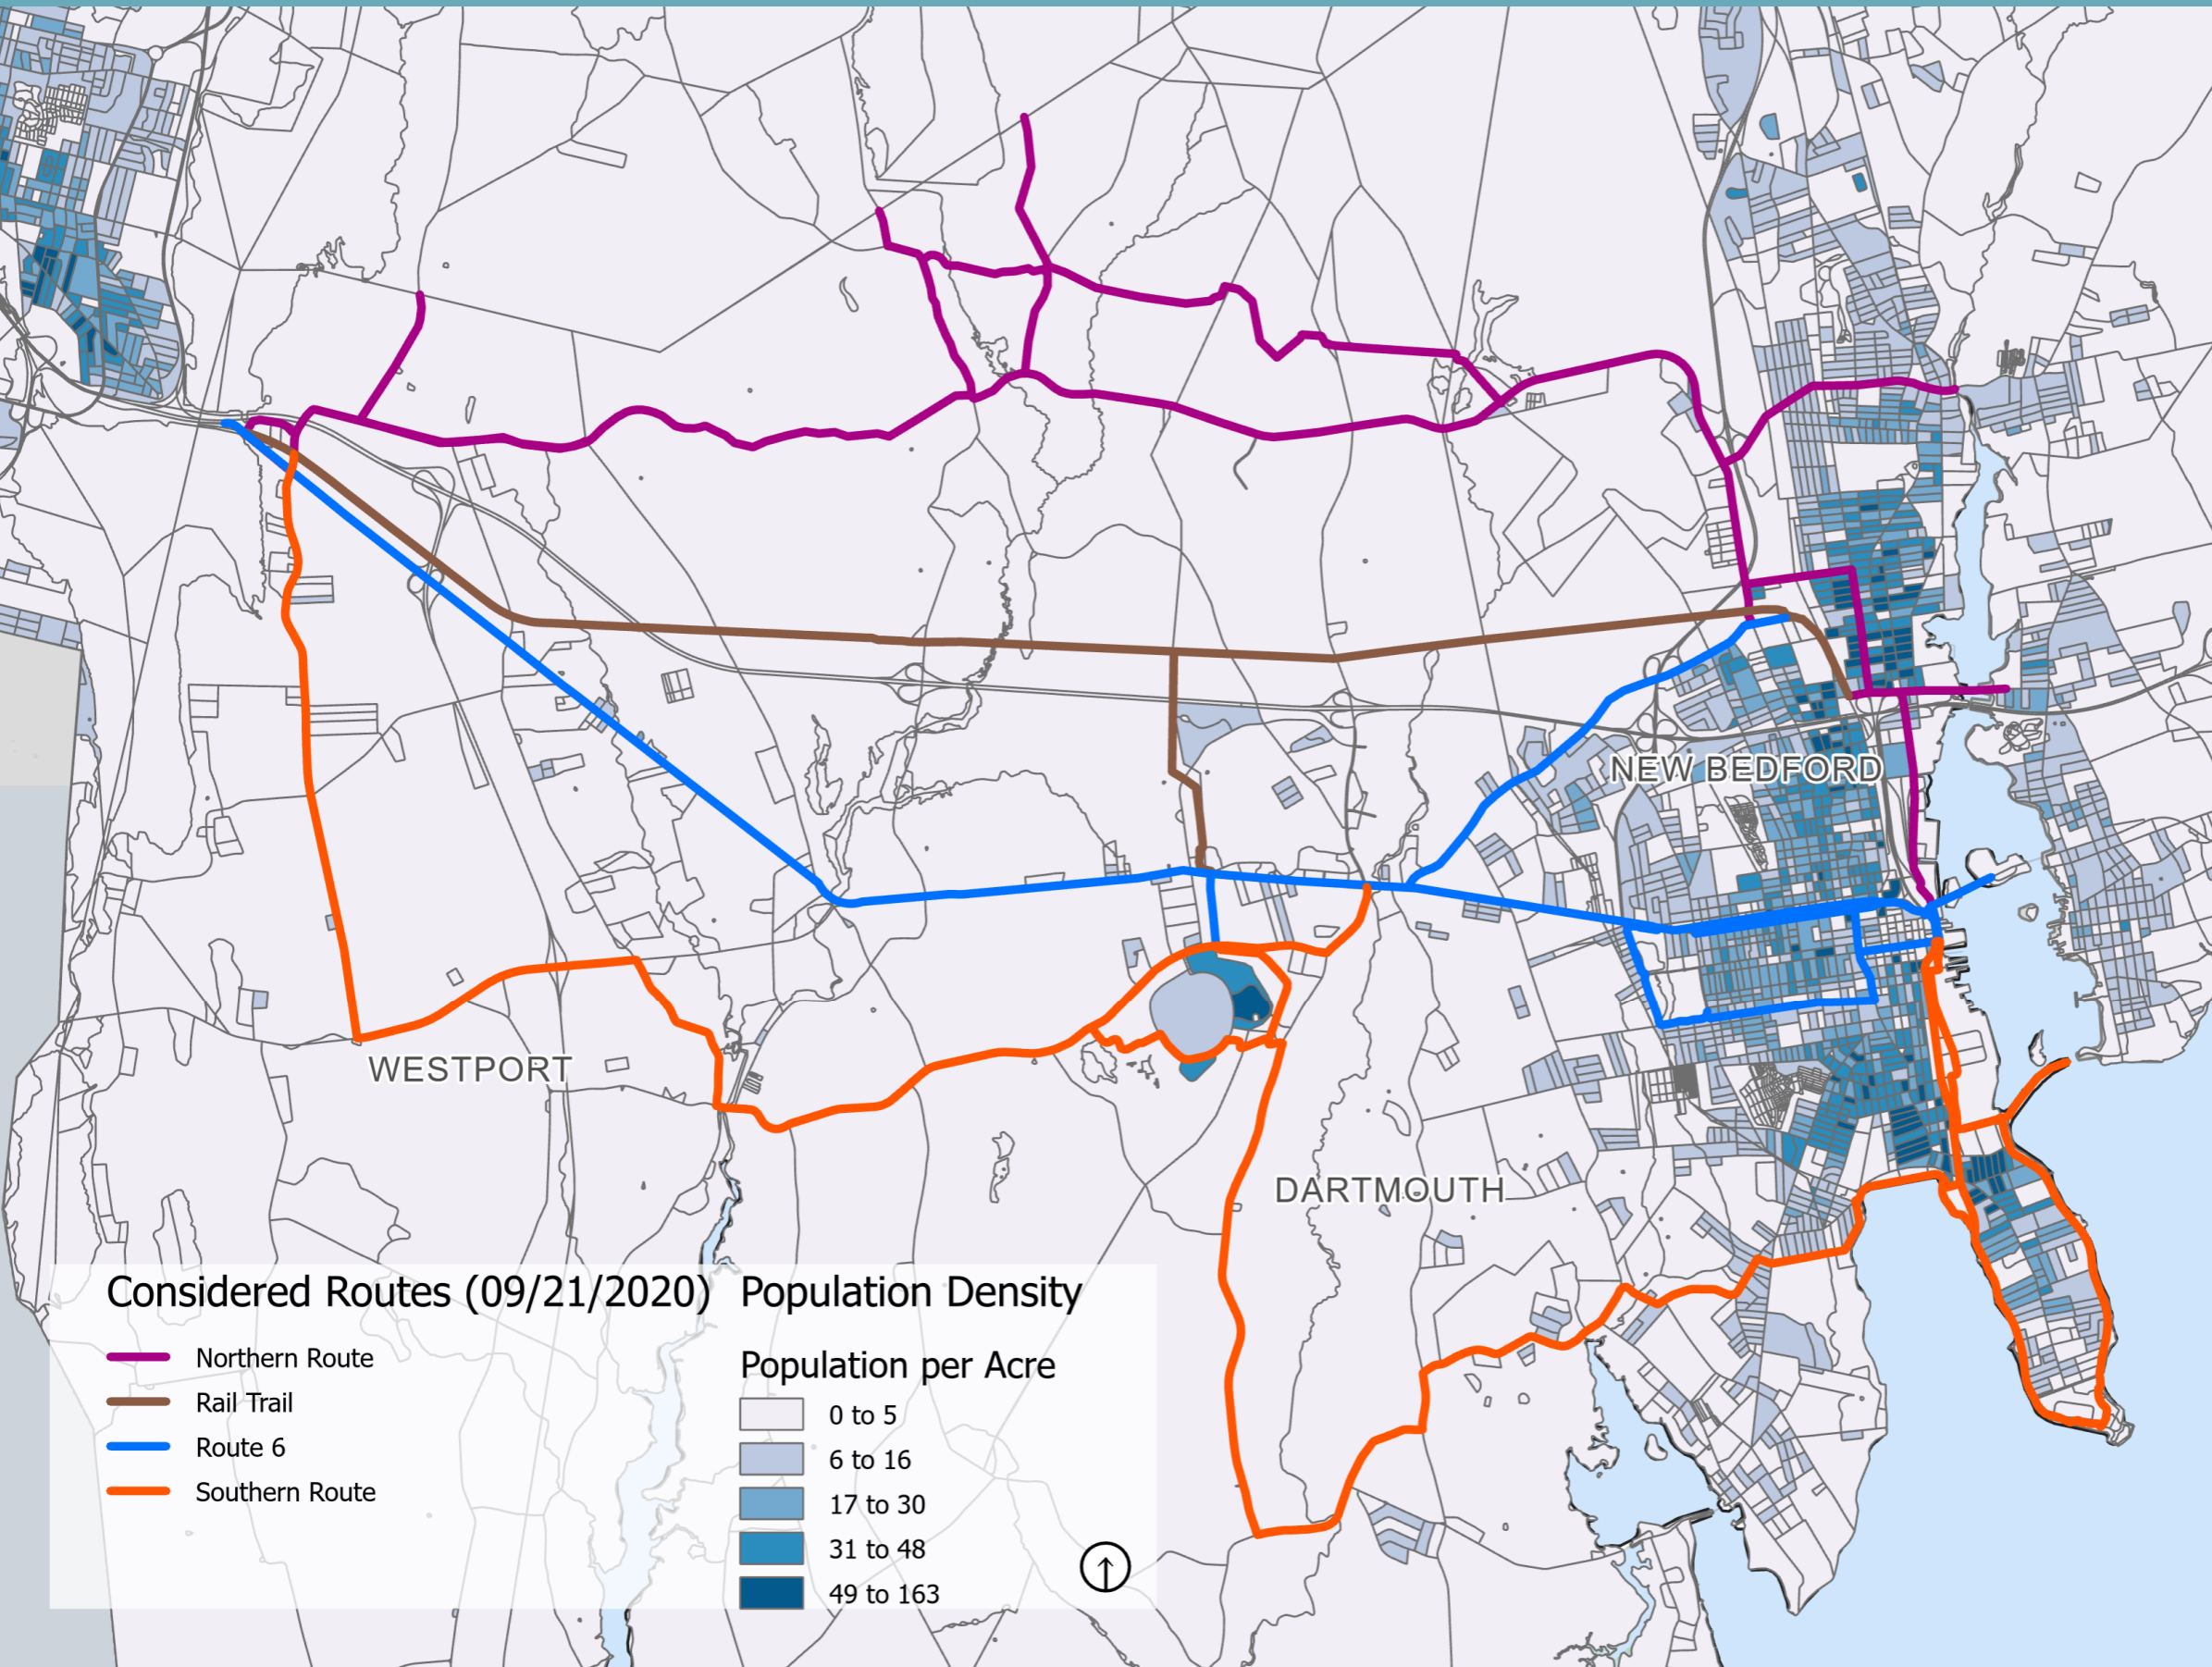 NEW BEDFORD
WESTPORT
DARTMOUTH
Considered Routes (09/21/2020)
Northern Route
Rail Trail
Route 6
Southern Route
Population Density
Population per Acre
0 to 5
6 to 16
17 to 30
31 to 48
49 to 163